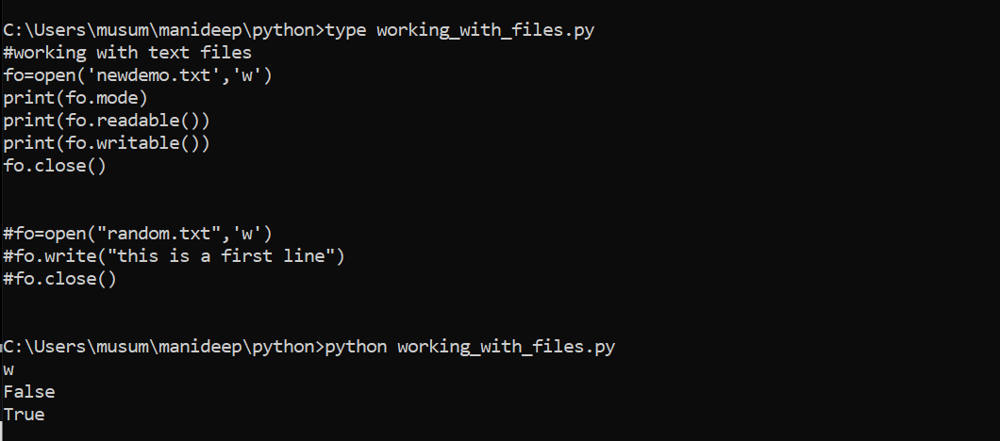 C:\Users\musum\manideep\python>type working_with_files.py
#working with text files
fo=open('newdemo.txt','w')
print(fo.mode)
print(fo.readable())
print(fo.writable())
fo.close()
#fo=open("random.txt",'w')
#fo.write("this is a first line")
#fo.close()
C:\Users\musum\manideep\python>python working_with_files.py
w
False
True